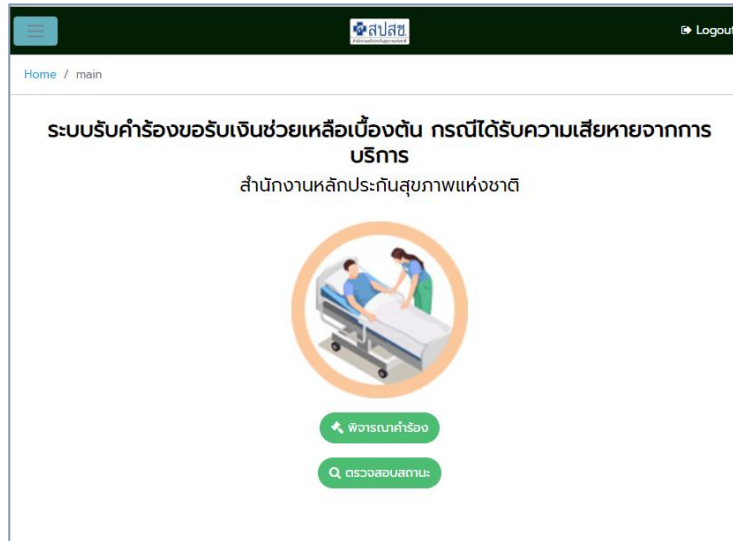 สปสช.
Logout
Home / main
ระบบรับคำร้องขอรับเงินช่วยเหลือเบื้องต้น กรณีได้รับความเสียหายจากการ
บริการ
สำนักงานหลักประกันสุขภาพแห่งชาติ
พิจารณาคำร้อง
ตรวจสอบสถานะ